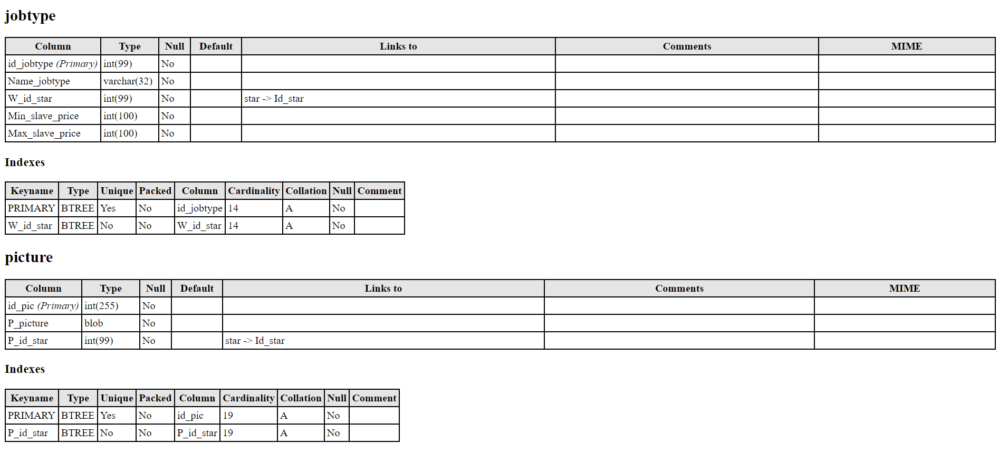 jobtype
Column Type Null Default Links to Comments MIME
id_jobtype (Primary) int(99) No
Name_jobtype varchar(32) No
W_id_star int(99) No star -> Id_star
Min_slave_price int(100) No
Max_slave_price int(100) No
Indexes
Keyname Type Unique Packed Column Cardinality Collation Null Comment
PRIMARY BTREE Yes No id_jobtype 14 A No
W_id_star BTREE No No W_id_star 14 A No
picture
Column Type Null Default Links to Comments MIME
id_pic (Primary) int(255) No
P_picture blob No
P_id_star int(99) No star -> Id_star
Indexes
Keyname Type Unique Packed Column Cardinality Collation Null Comment
PRIMARY BTREE Yes No id_pic 19 A No
P_id_star BTREE No No P_id_star 19 A No